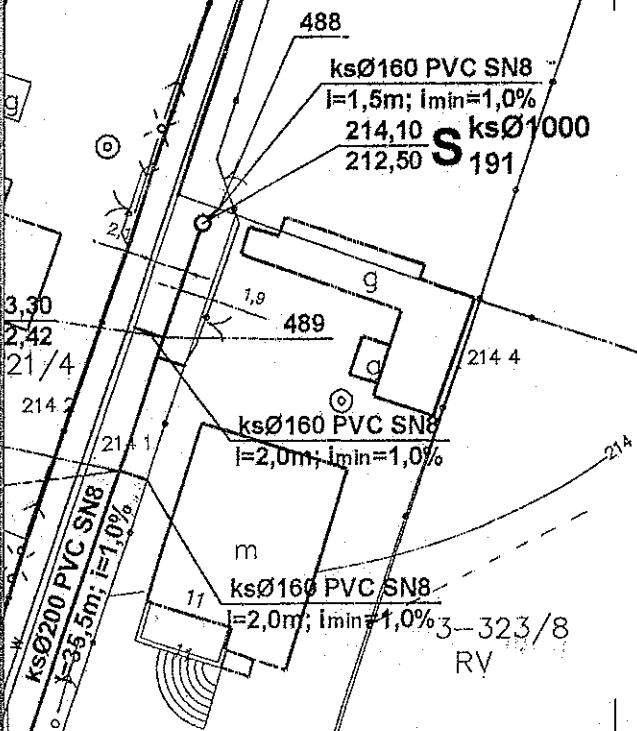 488
ksØ160 PVC SN8
l=1,5m; imin=1,0%
214,10
212,50
S
ksØ1000
191
g
g
2,1
1,9
g
3,30
2,42
489
21/4
214 4
214 2
214 1
ksØ160 PVC SN8
l=2,0m; imin=1,0%
214
ksØ200 PVC SN8
l=35,5m; i=1,0%
m
ksØ160 PVC SN8
l=2,0m; imin=1,0%
11
11
3-323/8
RV
w